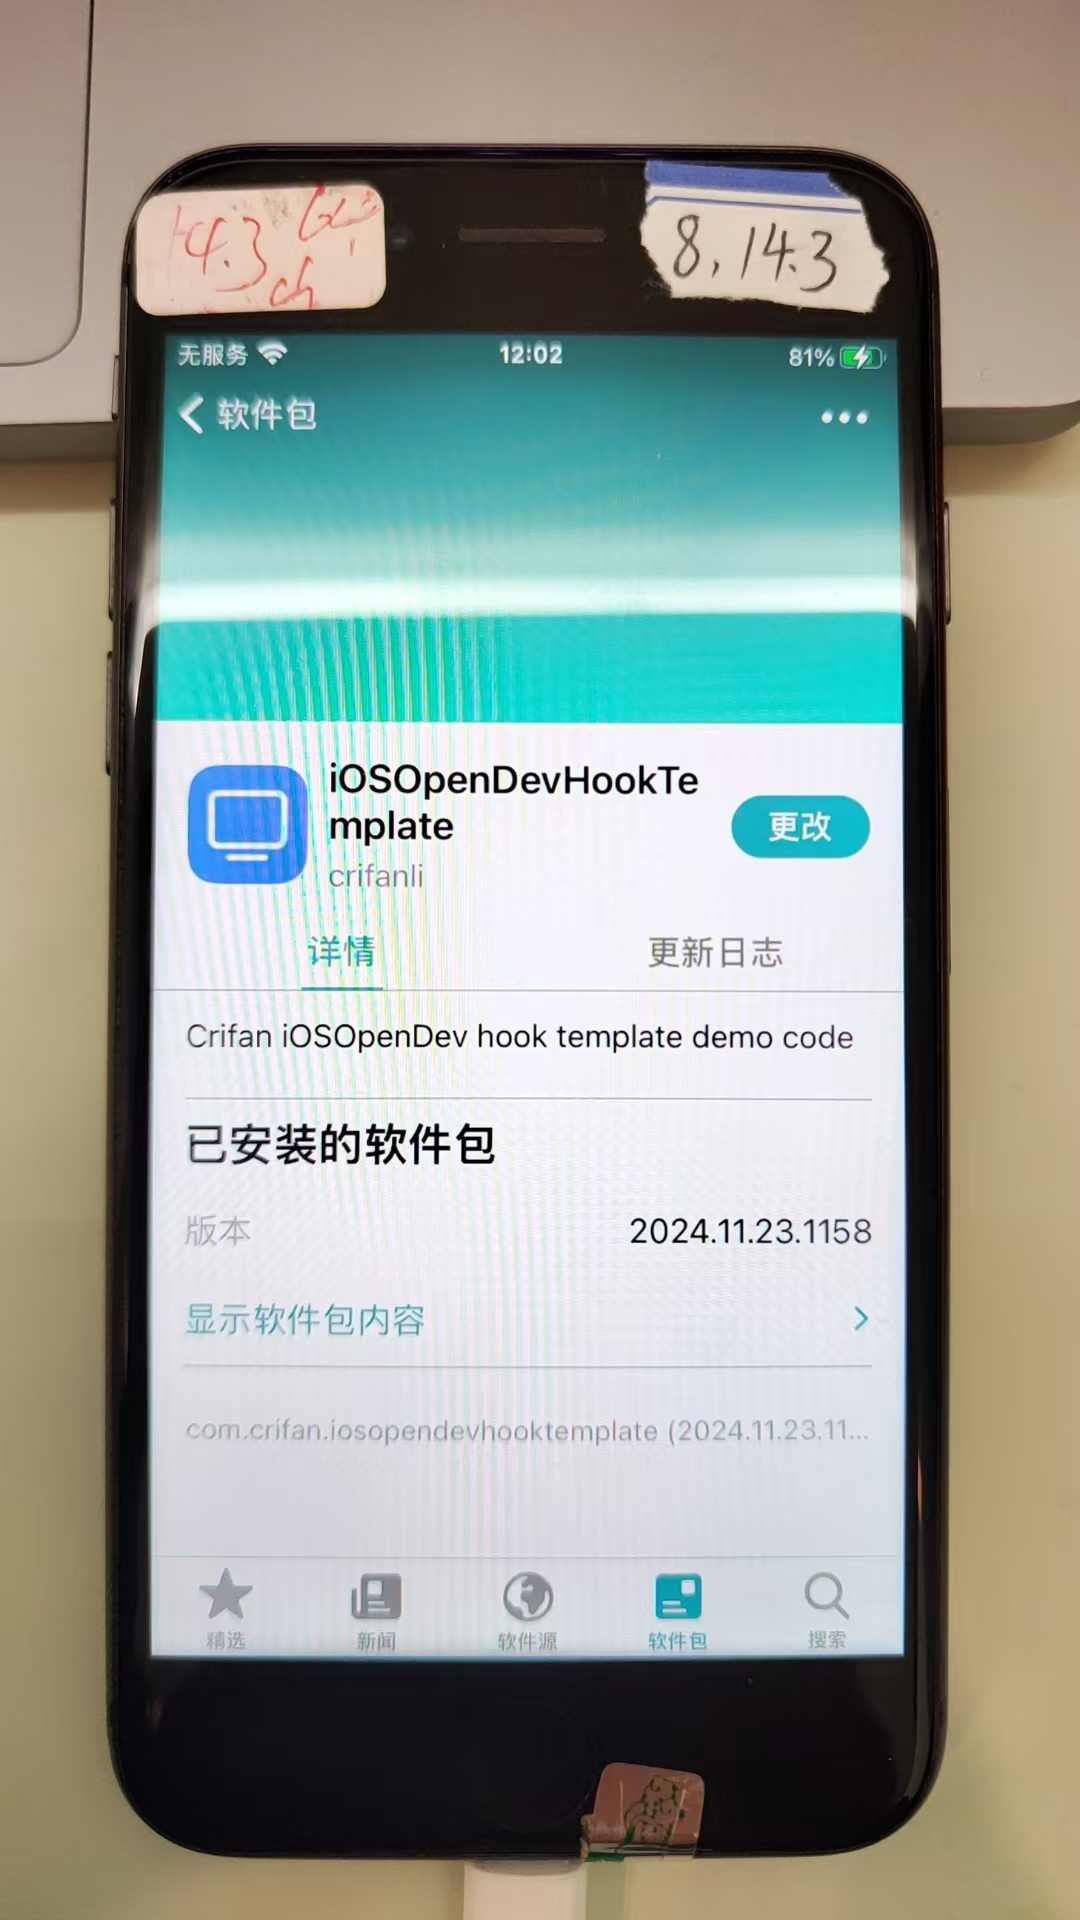 14.3
ch
8, 14.3
无服务
12:02
81%
软件包
iOSOpenDevHookTe
mplate
更改
crifanli
详情
更新日志
Crifan iOSOpenDev hook template demo code
已安装的软件包
版本
2024.11.23.1158
显示软件包内容
com.crifan.iosopendevhooktemplate (2024.11.23.11...
精选
新闻
软件源
软件包
搜索